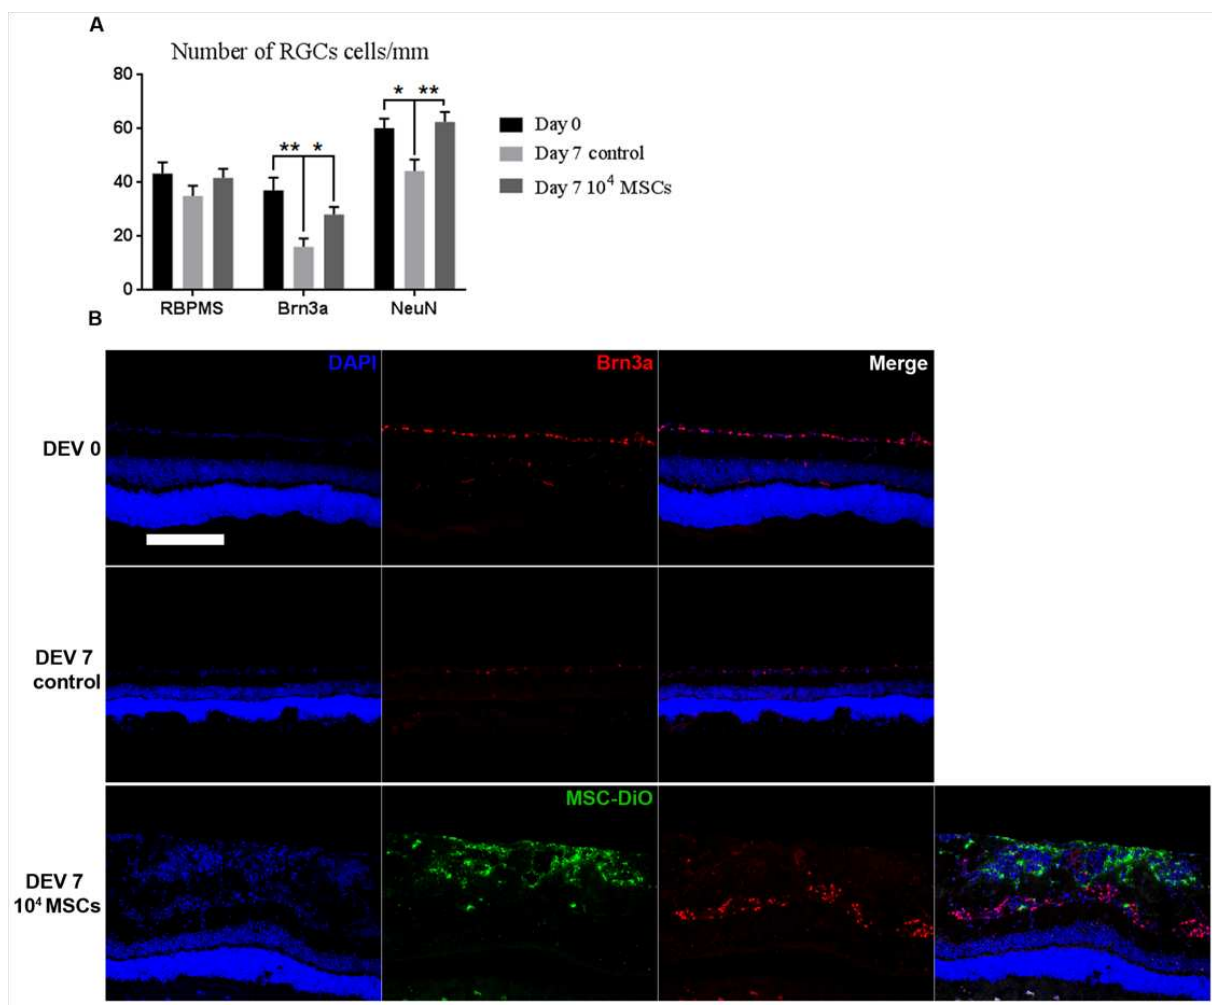 A
Number of RGCs cells/mm
80
60
40
20
0
** *
* **
RBPMS Brn3a NeuN
Day 0
Day 7 control
Day 7 10⁴ MSCs
B
DAPI Brn3a Merge
DEV 0
DEV 7
control
MSC-DiO
DEV 7
10⁴ MSCs